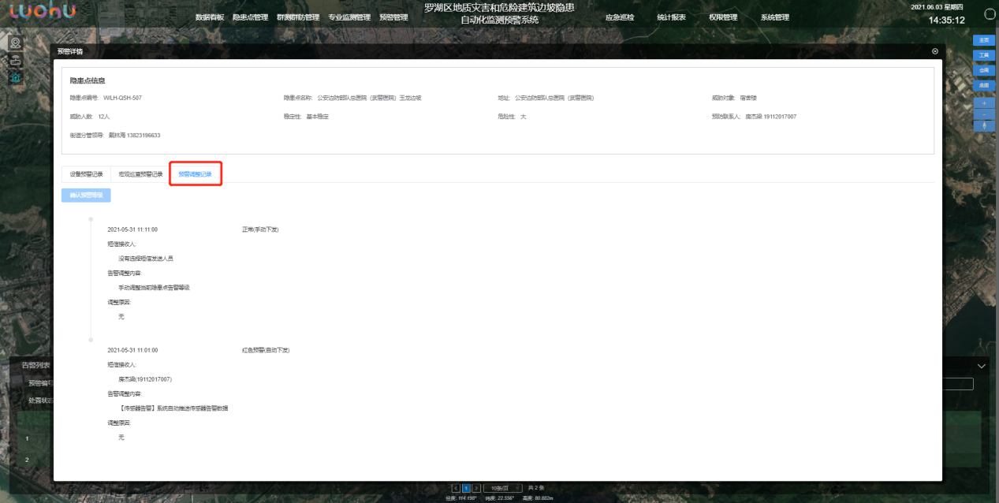 LUOHU
数据看板 隐患点管理 群测群防管理 专业监测管理 预警管理
罗湖区地质灾害和危险建筑边坡隐患
自动化监测预警系统
应急巡检 统计报表 权限管理 系统管理
2021.06.03 星期四
14:35:12
主页
工具
全局
底图
+
-
预警详情
隐患点信息
隐患点编号: WLH-QSH-507 隐患点名称: 公安边防部队总医院（武警医院）玉龙边坡 地址: 公安边防部队总医院（武警医院） 威胁对象: 宿舍楼
威胁人数: 12人 稳定性: 基本稳定 危险性: 大 预防联系人: 房杰梁 19112017007
街道分管领导: 戴林海 13823196633
设备预警记录 宏观巡查预警记录 预警调整记录
确认预警等级
2021-05-31 11:11:00 正常(手动下发)
短信接收人:
没有选择短信发送人员
告警调整内容:
手动调整当前隐患点告警等级
调整原因:
无
2021-05-31 11:01:00 红色预警(自动下发)
短信接收人:
房杰梁(19112017007)
告警调整内容:
【传感器告警】系统自动推送传感器告警数据
调整原因:
无
告警列表
预警编号
处置状态
1
2
< 1 > 10条/页 共 2 条
经度: 114.198° 纬度: 22.556° 高度: 80.882m